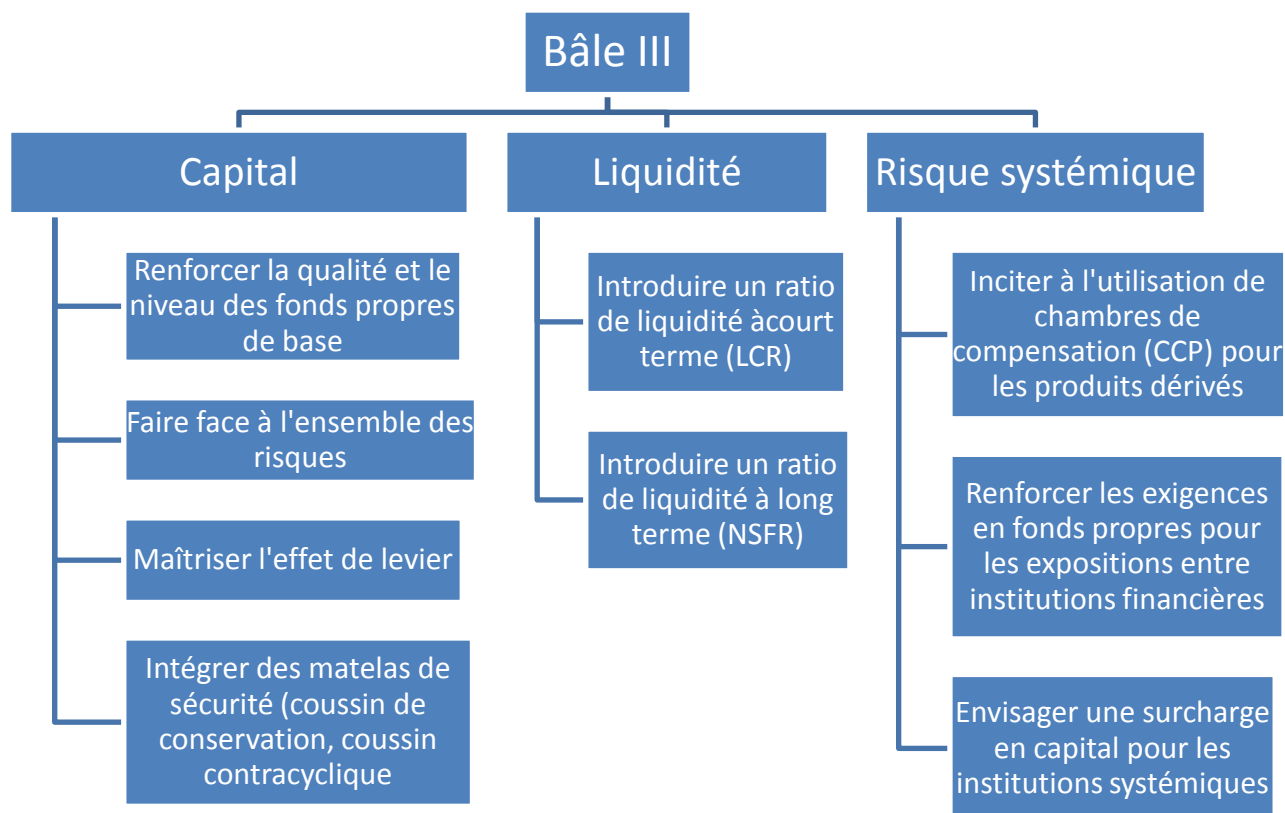 Bâle III
Capital
Renforcer la qualité et le
niveau des fonds propres
de base
Faire face à l'ensemble des
risques
Maîtriser l'effet de levier
Intégrer des matelas de
sécurité (coussin de
conservation, coussin
contracyclique
Liquidité
Introduire un ratio
de liquidité àcourt
terme (LCR)
Introduire un ratio
de liquidité à long
terme (NSFR)
Risque systémique
Inciter à l'utilisation de
chambres de
compensation (CCP) pour
les produits dérivés
Renforcer les exigences
en fonds propres pour
les expositions entre
institutions financières
Envisager une surcharge
en capital pour les
institutions systémiques